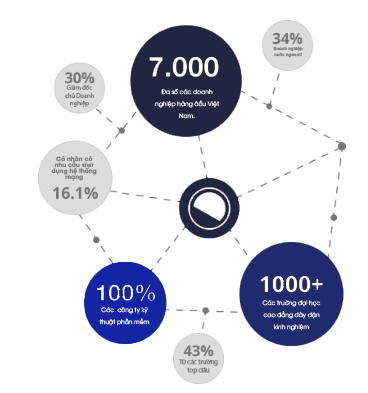 34%
Doanh nghiệp
nước ngoài
7.000
Đa số các doanh
nghiệp hàng đầu Việt
Nam.
30%
Giám đốc
chủ Doanh
nghiệp
Cá nhân có
nhu cầu
dụng hệ thống
mạng
16.1%
100%
Các công ty kỹ
thuật phần mềm
1000+
Các trường đại học
cao đẳng dày dặn
kinh nghiệm
43%
Từ các trường
top đầu